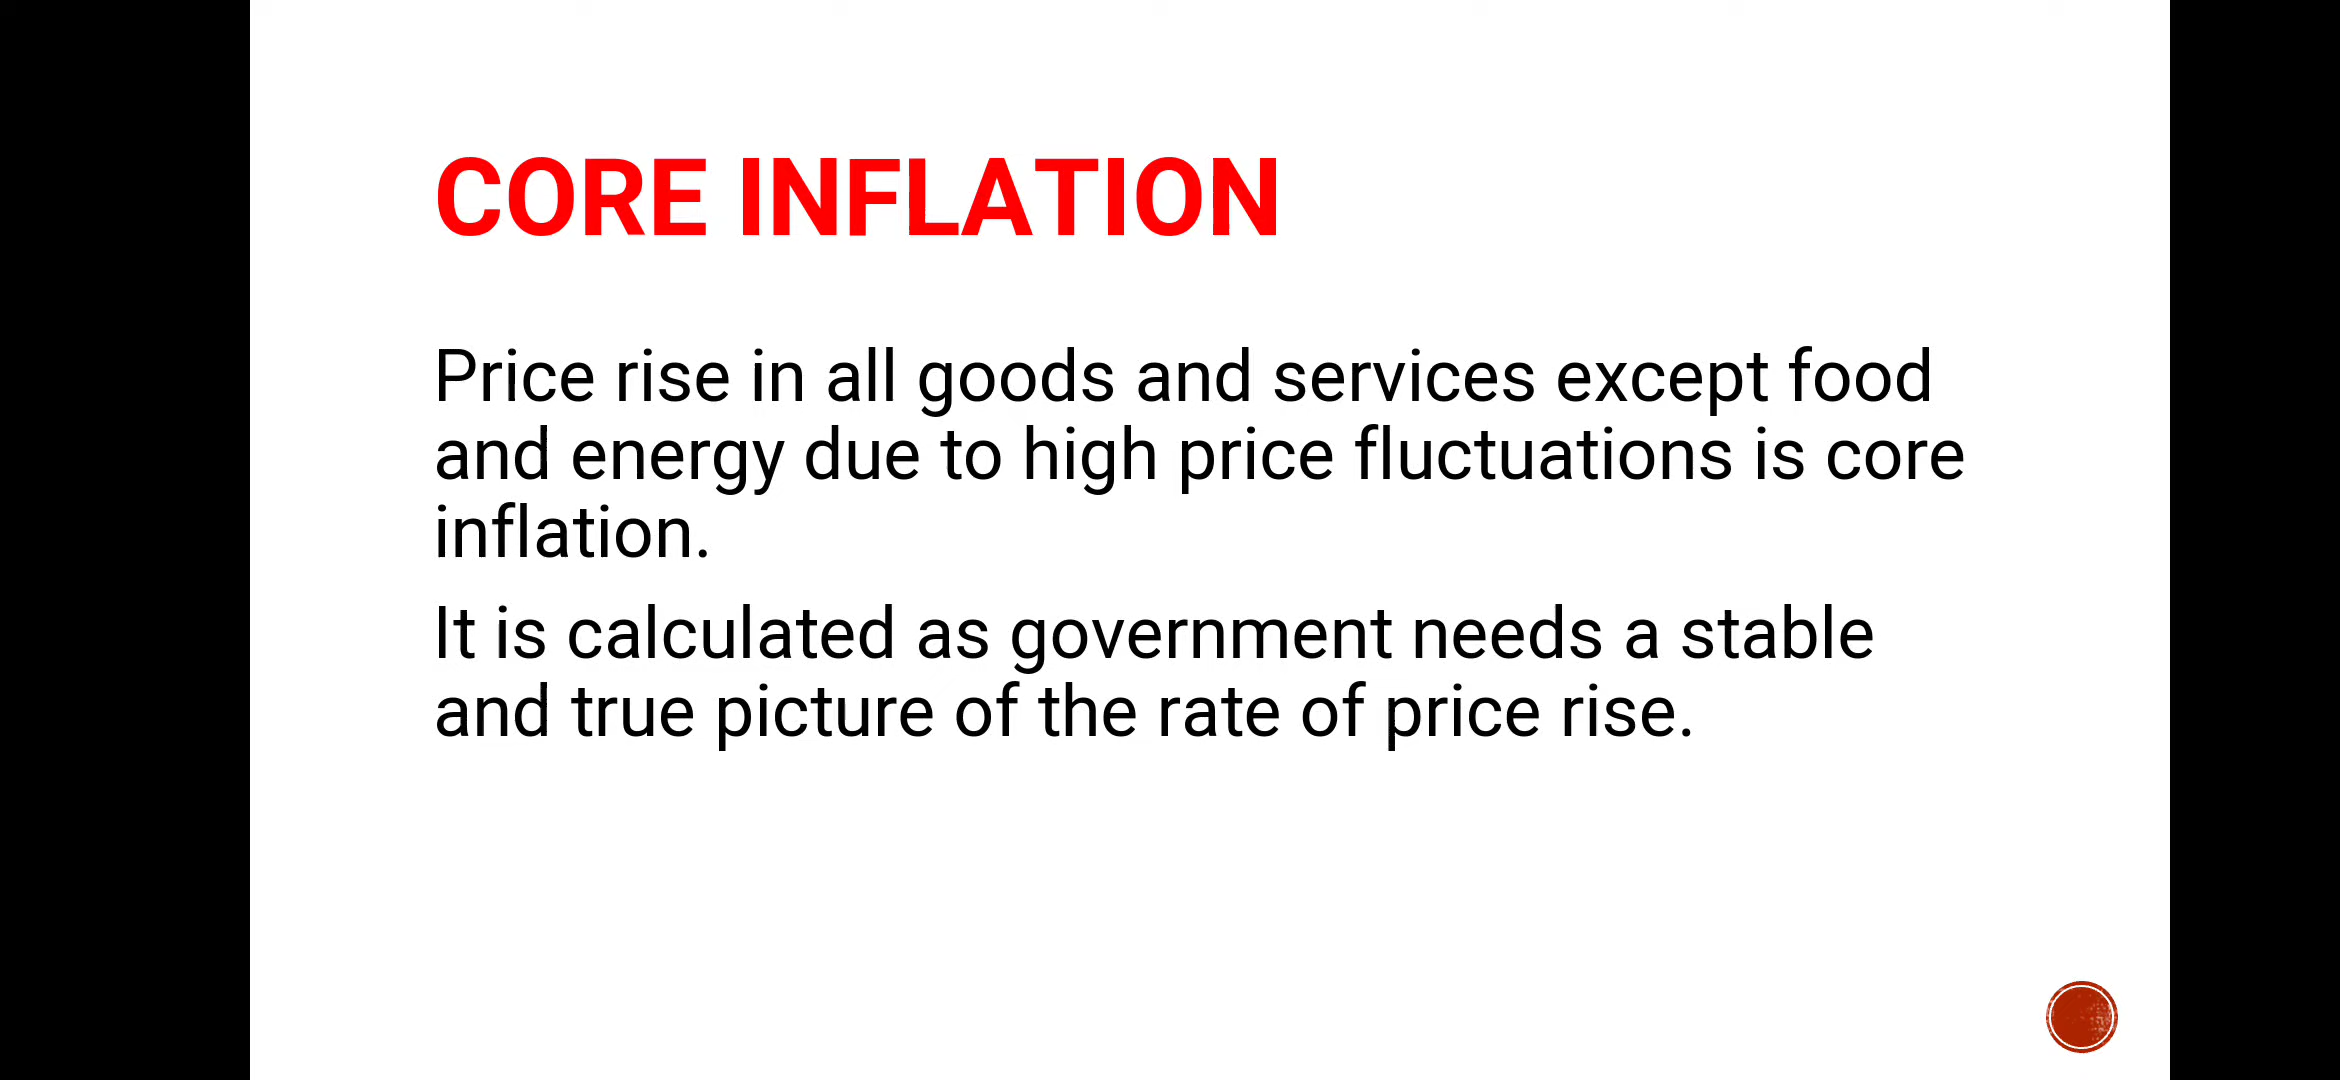 CORE INFLATION
Price rise in all goods and services except food
and energy due to high price fluctuations is core
inflation.
It is calculated as government needs a stable
and true picture of the rate of price rise.